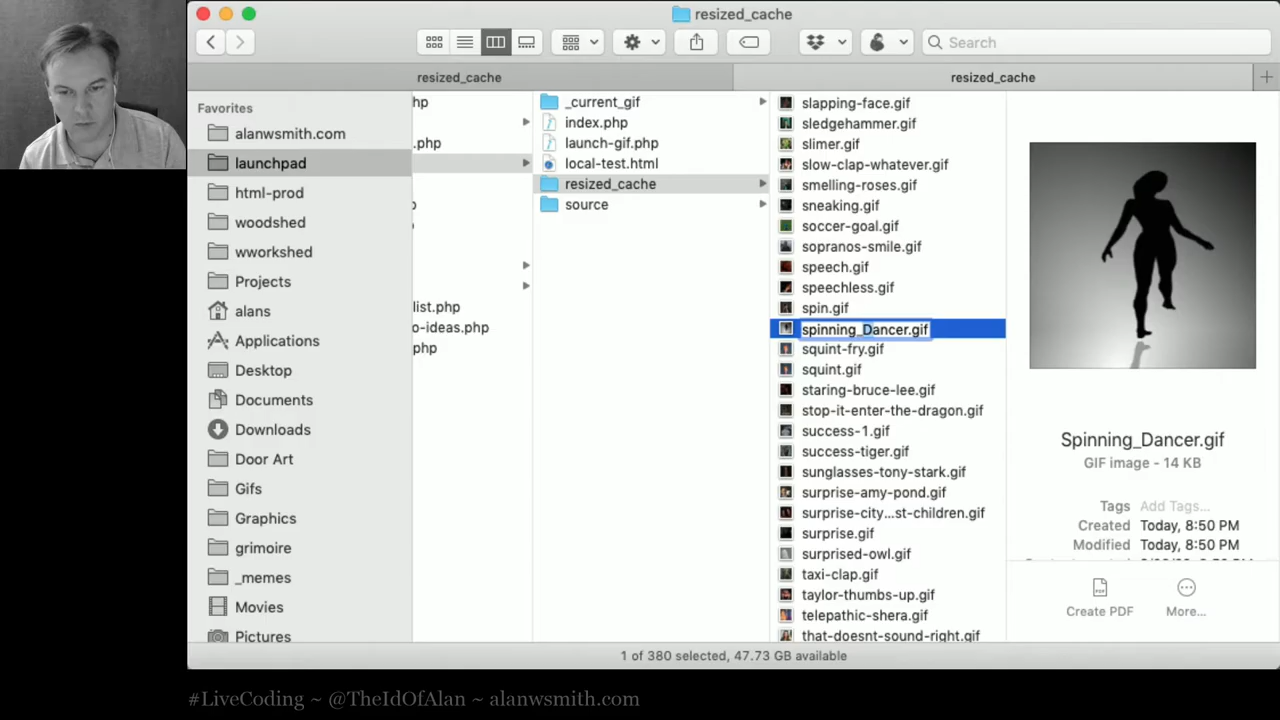 resized_cache
Search
resized_cache
resized_cache
Favorites
alanwsmith.com
launchpad
html-prod
woodshed
wworkshed
Projects
alans
Applications
Desktop
Documents
Downloads
Door Art
Gifs
Graphics
grimoire
_memes
Movies
Pictures
hp
.php
list.php
o-ideas.php
php
_current_gif
index.php
launch-gif.php
local-test.html
resized_cache
source
slapping-face.gif
sledgehammer.gif
slimer.gif
slow-clap-whatever.gif
smelling-roses.gif
sneaking.gif
soccer-goal.gif
sopranos-smile.gif
speech.gif
speechless.gif
spin.gif
spinning_Dancer.gif
squint-fry.gif
squint.gif
staring-bruce-lee.gif
stop-it-enter-the-dragon.gif
success-1.gif
success-tiger.gif
sunglasses-tony-stark.gif
surprise-amy-pond.gif
surprise-city...st-children.gif
surprise.gif
surprised-owl.gif
taxi-clap.gif
taylor-thumbs-up.gif
telepathic-shera.gif
that-doesnt-sound-right.gif
Spinning_Dancer.gif
GIF image - 14 KB
Tags Add Tags...
Created Today, 8:50 PM
Modified Today, 8:50 PM
Create PDF
More...
1 of 380 selected, 47.73 GB available
#LiveCoding ~ @TheIdOfAlan ~ alanwsmith.com